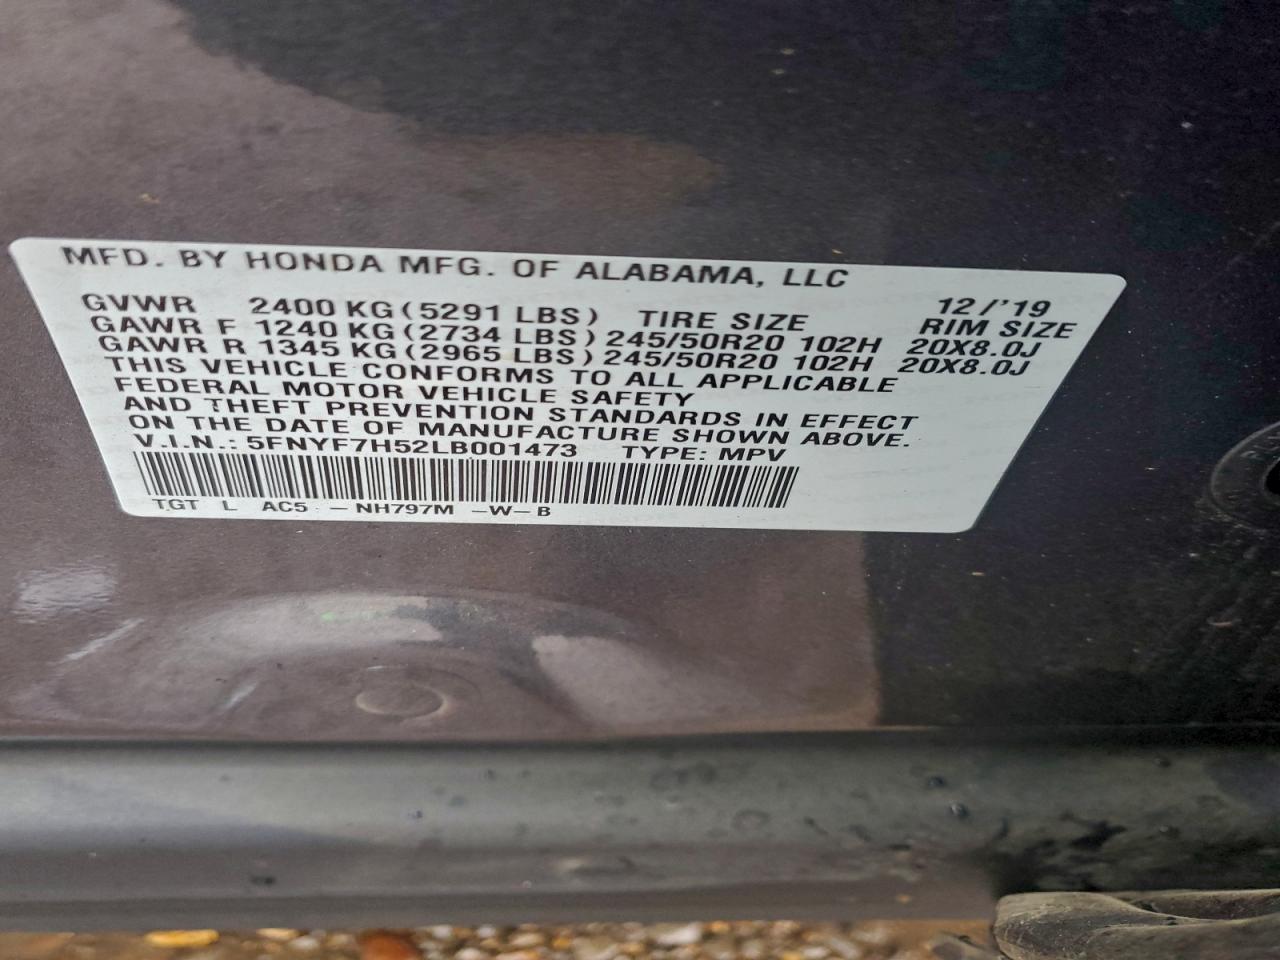 MFD. BY HONDA MFG. OF ALABAMA, LLC
12/'19
GVWR 2400 KG (5291 LBS) TIRE SIZE RIM SIZE
GAWR F 1240 KG (2734 LBS) 245/50R20 102H 20X8.0J
GAWR R 1345 KG (2965 LBS) 245/50R20 102H 20X8.0J
THIS VEHICLE CONFORMS TO ALL APPLICABLE
FEDERAL MOTOR VEHICLE SAFETY
AND THEFT PREVENTION STANDARDS IN EFFECT
ON THE DATE OF MANUFACTURE SHOWN ABOVE.
V.I.N.: 5FNYF7H52LB001473 TYPE: MPV
TGT L AC5 - NH797M -W-B